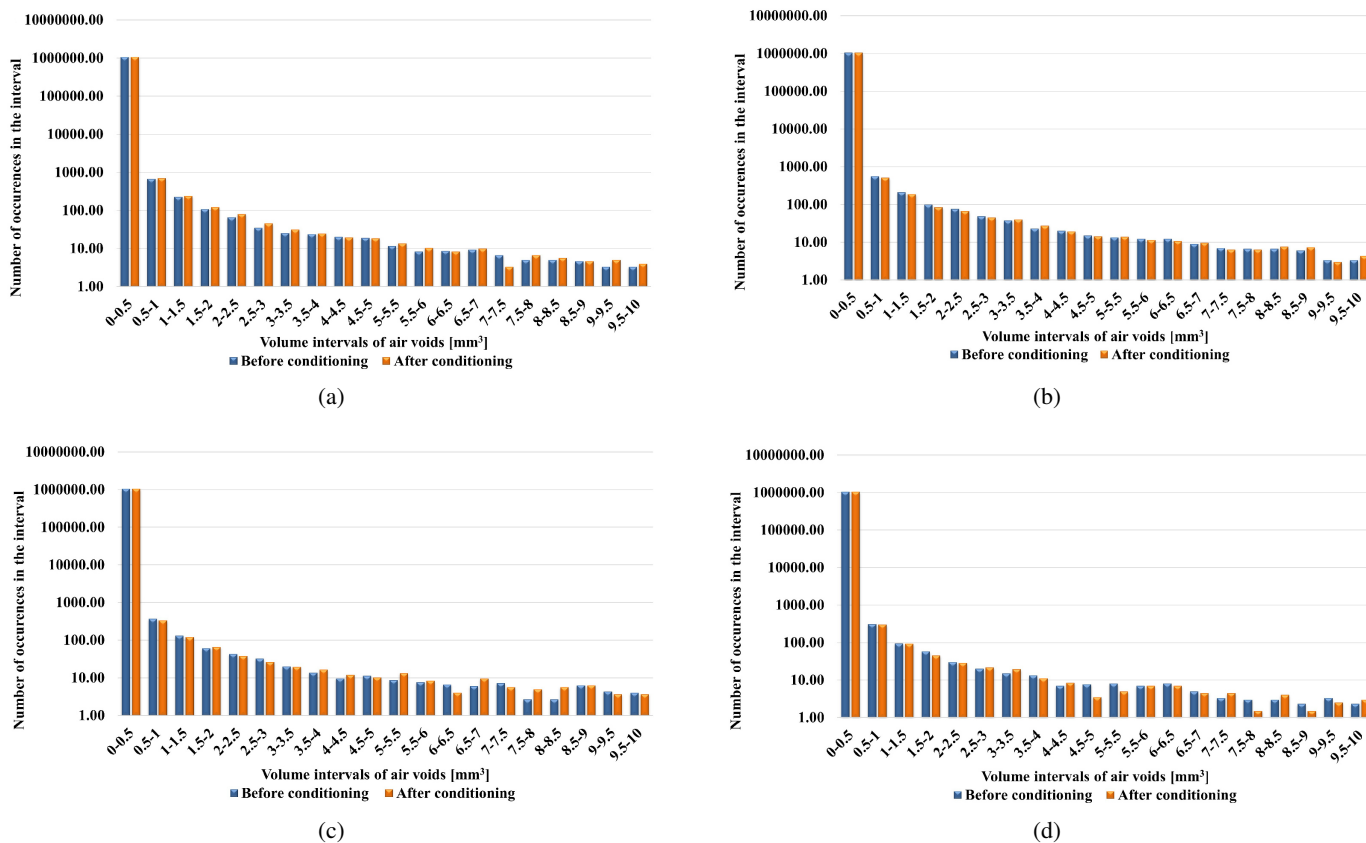 10000000.00
1000000.00
100000.00
10000.00
1000.00
100.00
10.00
1.00
Number of occurences in the interval
0-0.5 0.5-1 1-1.5 1.5-2 2-2.5 2.5-3 3-3.5 3.5-4 4-4.5 4.5-5 5-5.5 5.5-6 6-6.5 6.5-7 7-7.5 7.5-8 8-8.5 8.5-9 9-9.5 9.5-10
Volume intervals of air voids [mm³]
Before conditioning After conditioning
(a)
10000000.00
1000000.00
100000.00
10000.00
1000.00
100.00
10.00
1.00
Number of occurences in the interval
0-0.5 0.5-1 1-1.5 1.5-2 2-2.5 2.5-3 3-3.5 3.5-4 4-4.5 4.5-5 5-5.5 5.5-6 6-6.5 6.5-7 7-7.5 7.5-8 8-8.5 8.5-9 9-9.5 9.5-10
Volume intervals of air voids [mm³]
Before conditioning After conditioning
(b)
10000000.00
1000000.00
100000.00
10000.00
1000.00
100.00
10.00
1.00
Number of occurences in the interval
0-0.5 0.5-1 1-1.5 1.5-2 2-2.5 2.5-3 3-3.5 3.5-4 4-4.5 4.5-5 5-5.5 5.5-6 6-6.5 6.5-7 7-7.5 7.5-8 8-8.5 8.5-9 9-9.5 9.5-10
Volume intervals of air voids [mm³]
Before conditioning After conditioning
(c)
10000000.00
1000000.00
100000.00
10000.00
1000.00
100.00
10.00
1.00
Number of occurences in the interval
0-0.5 0.5-1 1-1.5 1.5-2 2-2.5 2.5-3 3-3.5 3.5-4 4-4.5 4.5-5 5-5.5 5.5-6 6-6.5 6.5-7 7-7.5 7.5-8 8-8.5 8.5-9 9-9.5 9.5-10
Volume intervals of air voids [mm³]
Before conditioning After conditioning
(d)